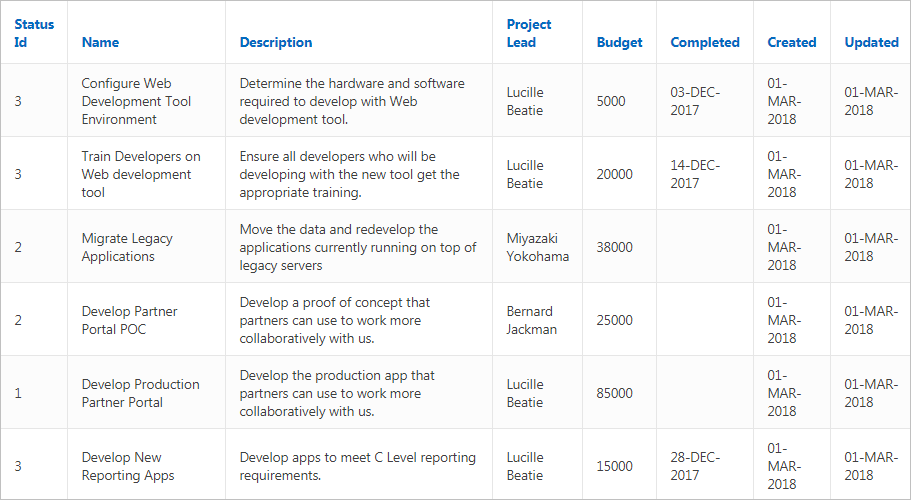 Status Id
Name
Description
Project Lead
Budget
Completed
Created
Updated
3
Configure Web
Development Tool
Environment
Determine the hardware and software
required to develop with Web
development tool.
Lucille
Beatie
5000
03-DEC-
2017
01-
MAR-
2018
01-MAR-
2018
3
Train Developers on
Web development
tool
Ensure all developers who will be
developing with the new tool get the
appropriate training.
Lucille
Beatie
20000
14-DEC-
2017
01-
MAR-
2018
01-MAR-
2018
2
Migrate Legacy
Applications
Move the data and redevelop the
applications currently running on top of
legacy servers
Miyazaki
Yokohama
38000
01-
MAR-
2018
01-MAR-
2018
2
Develop Partner
Portal POC
Develop a proof of concept that
partners can use to work more
collaboratively with us.
Bernard
Jackman
25000
01-
MAR-
2018
01-MAR-
2018
1
Develop Production
Partner Portal
Develop the production app that
partners can use to work more
collaboratively with us.
Lucille
Beatie
85000
01-
MAR-
2018
01-MAR-
2018
3
Develop New
Reporting Apps
Develop apps to meet C Level reporting
requirements.
Lucille
Beatie
15000
28-DEC-
2017
01-
MAR-
2018
01-MAR-
2018